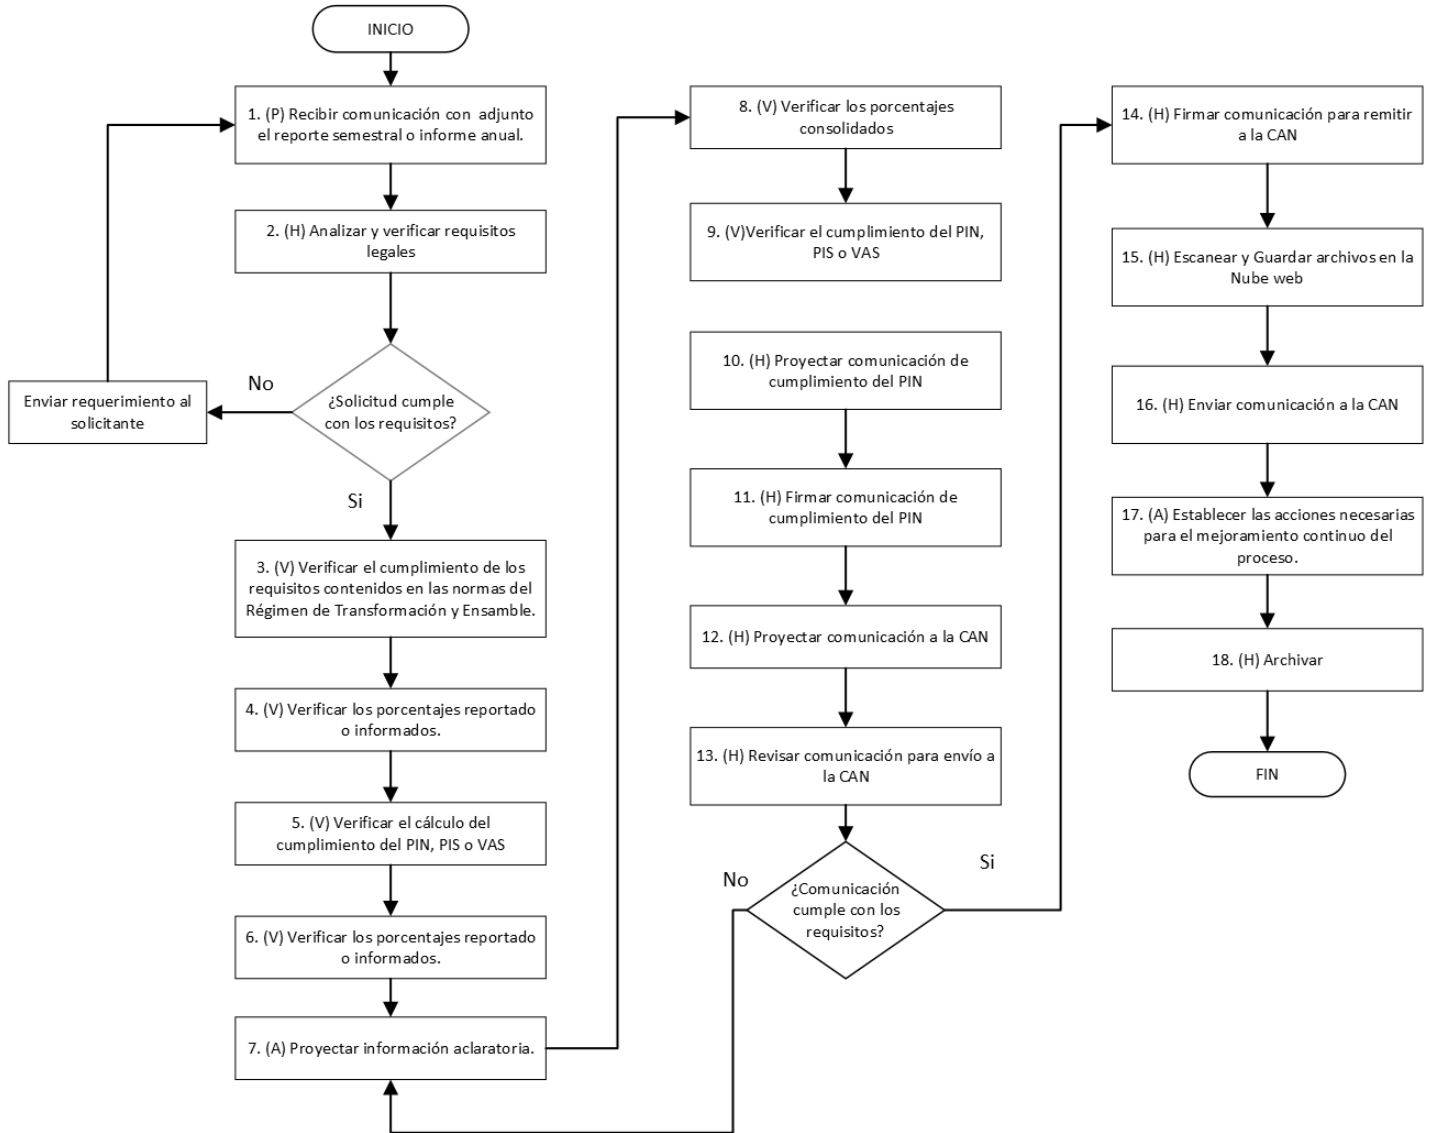 INICIO
1. (P) Recibir comunicación con  adjunto
el reporte semestral o informe anual.
2. (H) Analizar y verificar requisitos
legales
¿Solicitud cumple
con los requisitos?
No
Enviar requerimiento al
solicitante
Si
3. (V) Verificar el cumplimiento de los
requisitos contenidos en las normas del
Régimen de Transformación y Ensamble.
4. (V) Verificar los porcentajes reportado
o informados.
5. (V) Verificar el cálculo del
cumplimiento del PIN, PIS o VAS
6. (V) Verificar los porcentajes reportado
o informados.
7. (A) Proyectar información aclaratoria.
8. (V) Verificar los porcentajes
consolidados
9. (V)Verificar el cumplimiento del PIN,
PIS o VAS
10. (H) Proyectar comunicación de
cumplimiento del PIN
11. (H) Firmar comunicación de
cumplimiento del PIN
12. (H) Proyectar comunicación a la CAN
13. (H) Revisar comunicación para envío a
la CAN
¿Comunicación
cumple con los
requisitos?
No
Si
14. (H) Firmar comunicación para remitir
a la CAN
15. (H) Escanear y Guardar archivos en la
Nube web
16. (H) Enviar comunicación a la CAN
17. (A) Establecer las acciones necesarias
para el mejoramiento continuo del
proceso.
18. (H) Archivar
FIN